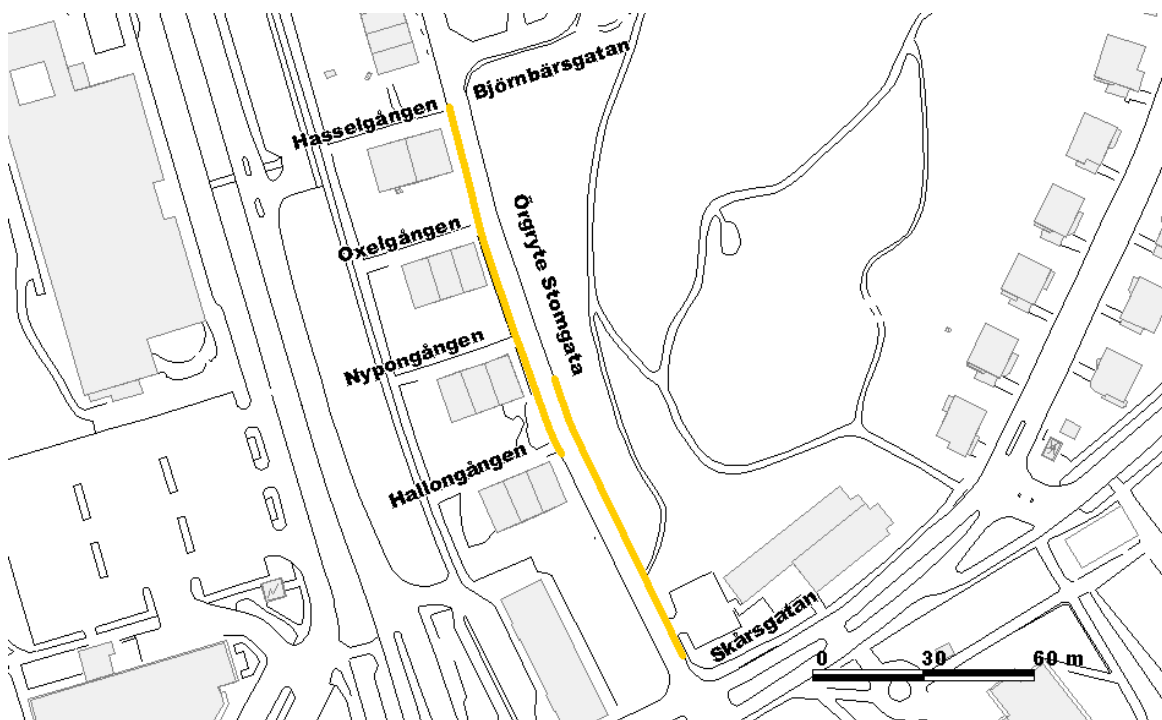 Björnbärsgatan
Hasselgången
Oxelgången
Örgryte Stomgata
Nypongången
Hallongången
Skårsgatan
0 30 60 m